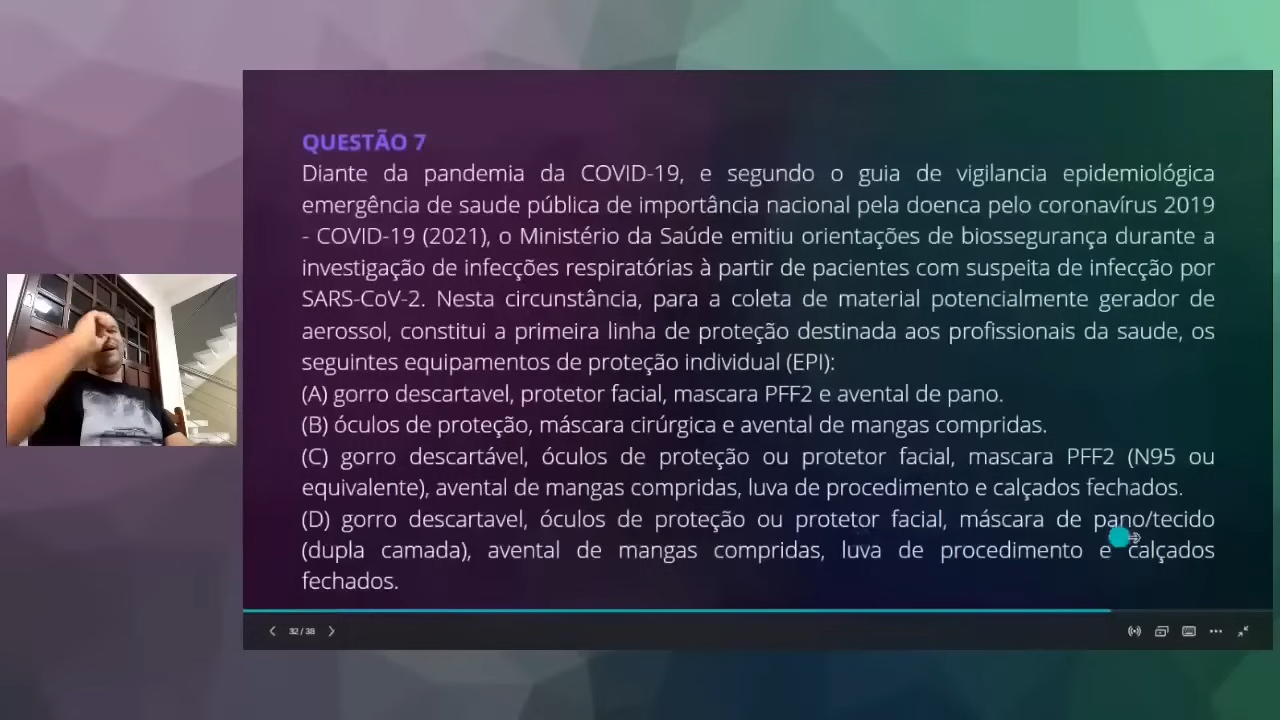 QUESTÃO 7
Diante da pandemia da COVID-19, e segundo o guia de vigilancia epidemiológica
emergência de saude pública de importância nacional pela doenca pelo coronavírus 2019
- COVID-19 (2021), o Ministério da Saúde emitiu orientações de biossegurança durante a
investigação de infecções respiratórias à partir de pacientes com suspeita de infecção por
SARS-CoV-2. Nesta circunstância, para a coleta de material potencialmente gerador de
aerossol, constitui a primeira linha de proteção destinada aos profissionais da saude, os
seguintes equipamentos de proteção individual (EPI):
(A) gorro descartavel, protetor facial, mascara PFF2 e avental de pano.
(B) óculos de proteção, máscara cirúrgica e avental de mangas compridas.
(C) gorro descartável, óculos de proteção ou protetor facial, mascara PFF2 (N95 ou
equivalente), avental de mangas compridas, luva de procedimento e calçados fechados.
(D) gorro descartavel, óculos de proteção ou protetor facial, máscara de pano/tecido
(dupla camada), avental de mangas compridas, luva de procedimento e calçados
fechados.
32 / 38